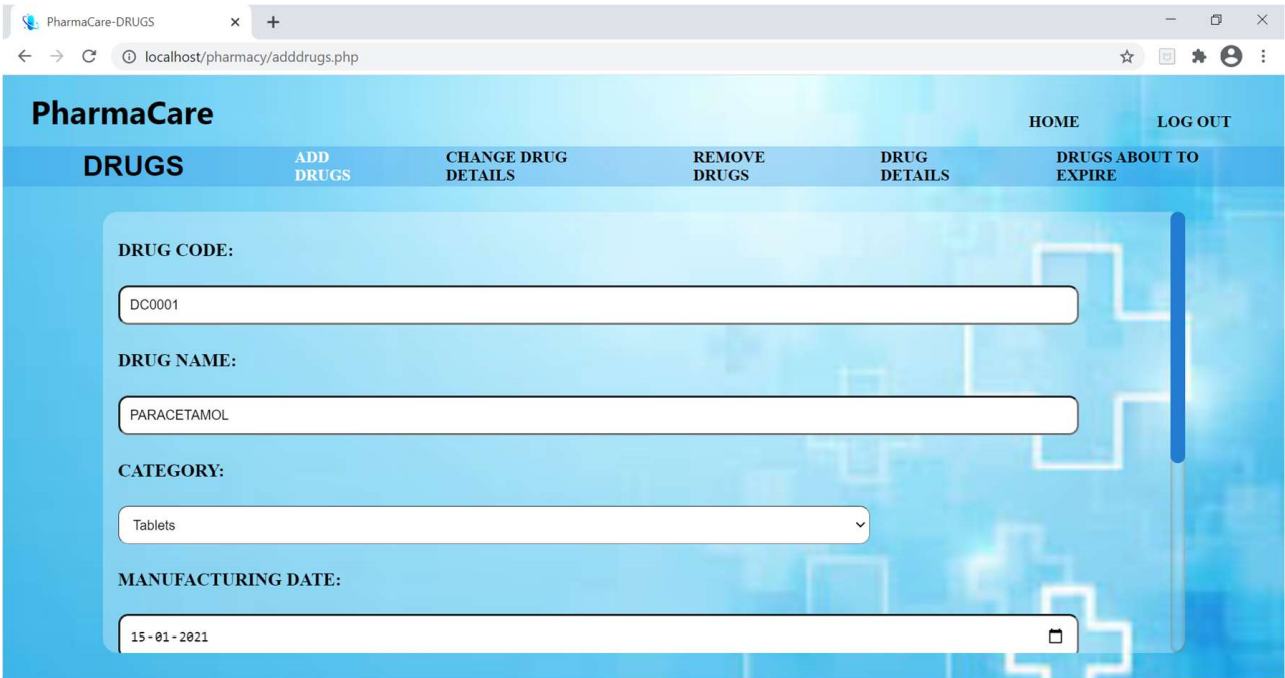 PharmaCare-DRUGS
localhost/pharmacy/adddrugs.php
PharmaCare
HOME LOG OUT
DRUGS
ADD DRUGS
CHANGE DRUG DETAILS
REMOVE DRUGS
DRUG DETAILS
DRUGS ABOUT TO EXPIRE
DRUG CODE:
DC0001
DRUG NAME:
PARACETAMOL
CATEGORY:
Tablets
MANUFACTURING DATE:
15-01-2021